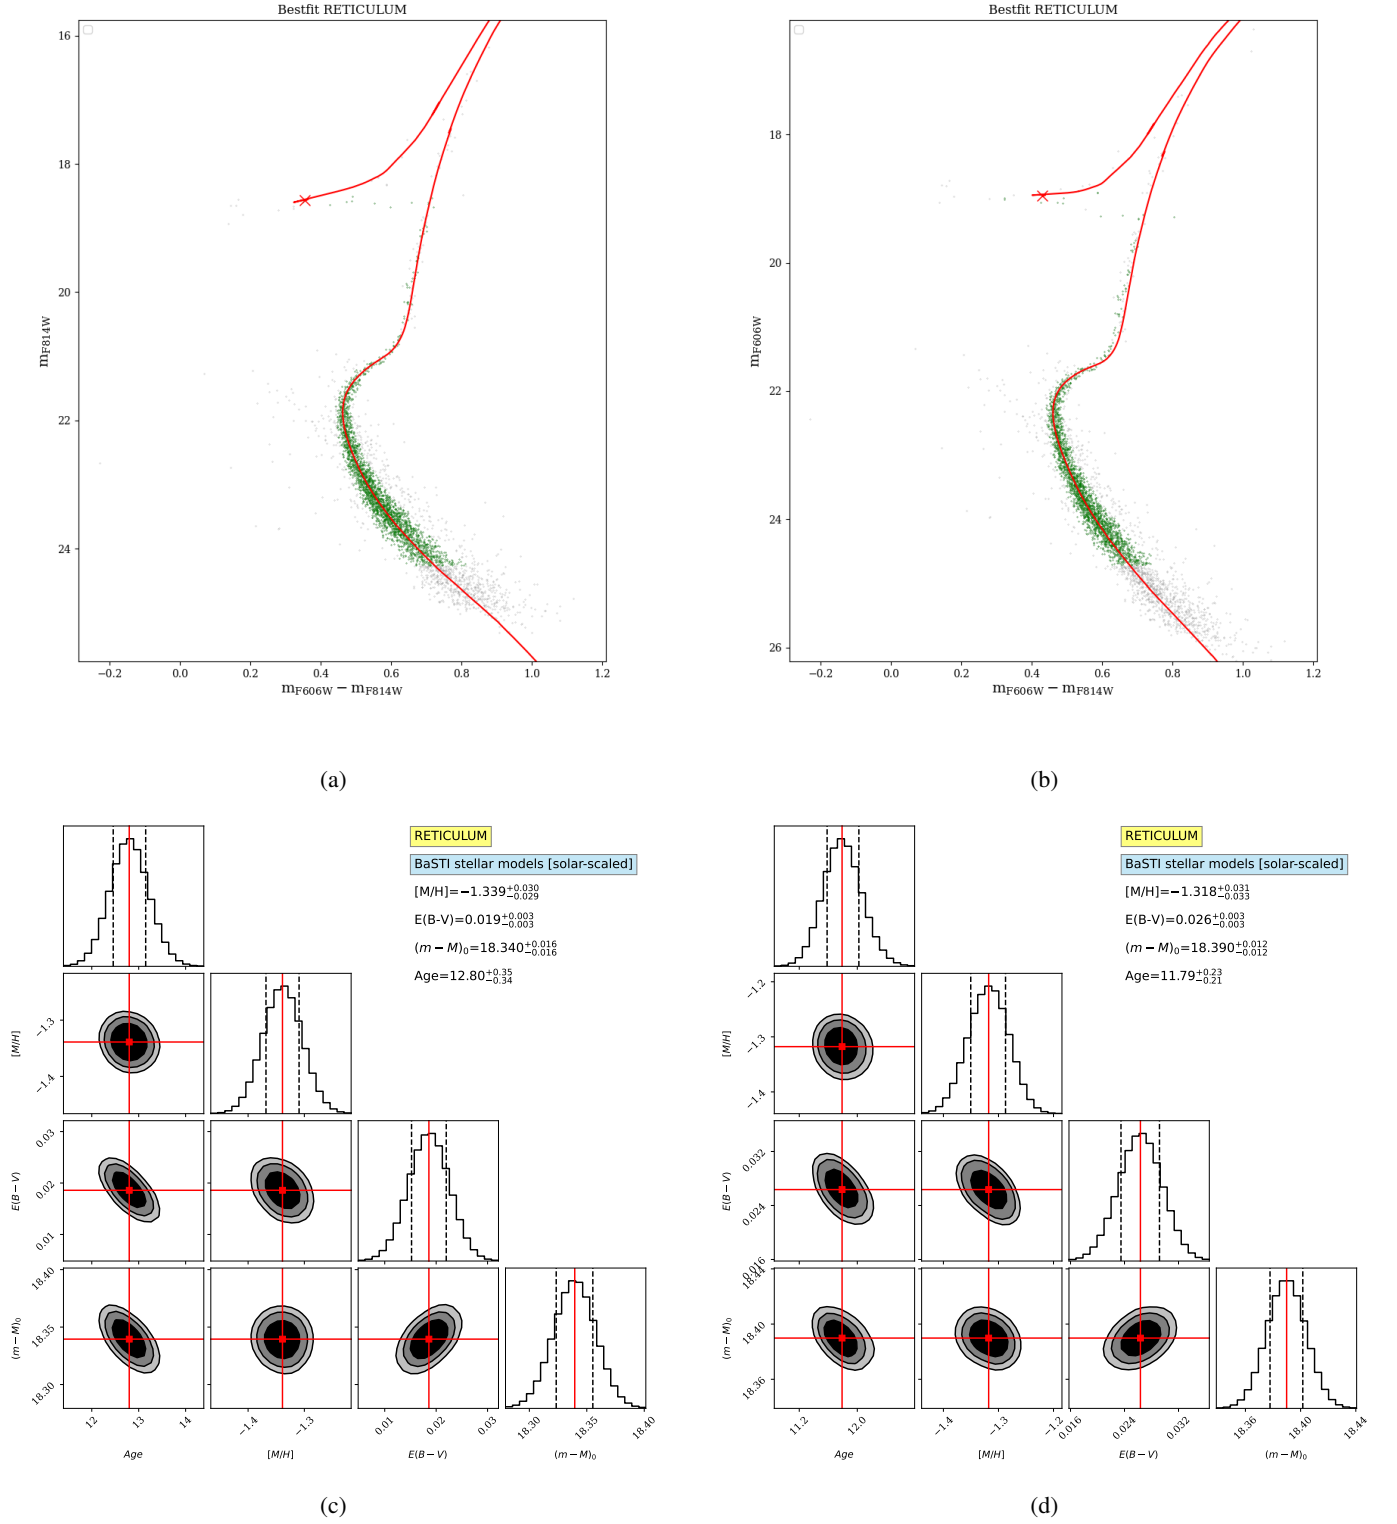 Bestfit RETICULUM
16
18
20
22
24
m_F814W
−0.2 0.0 0.2 0.4 0.6 0.8 1.0 1.2
m_F606W − m_F814W
(a)
Bestfit RETICULUM
18
20
22
24
26
m_F606W
−0.2 0.0 0.2 0.4 0.6 0.8 1.0 1.2
m_F606W − m_F814W
(b)
RETICULUM
BaSTI stellar models [solar-scaled]
[M/H]=−1.339 +0.030 −0.029
E(B-V)=0.019 +0.003 −0.003
(m − M)₀=18.340 +0.016 −0.016
Age=12.80 +0.35 −0.34
[M/H]
−1.3
−1.4
E(B − V)
0.03
0.02
0.01
(m − M)₀
18.40
18.35
18.30
12 13 14
Age
−1.4 −1.3
[M/H]
0.01 0.02 0.03
E(B − V)
18.30 18.35 18.40
(m − M)₀
(c)
RETICULUM
BaSTI stellar models [solar-scaled]
[M/H]=−1.318 +0.031 −0.033
E(B-V)=0.026 +0.003 −0.003
(m − M)₀=18.390 +0.012 −0.012
Age=11.79 +0.23 −0.21
[M/H]
−1.2
−1.3
−1.4
E(B − V)
0.032
0.024
0.016
(m − M)₀
18.44
18.40
18.36
11.2 12.0
Age
−1.4 −1.3 −1.2
[M/H]
0.016 0.024 0.032
E(B − V)
18.36 18.40 18.44
(m − M)₀
(d)